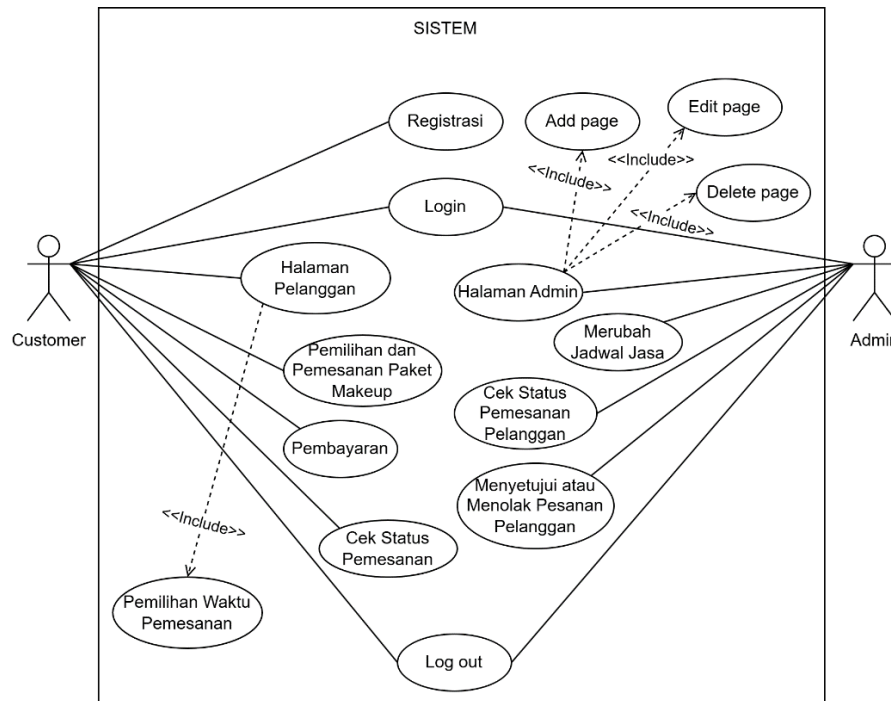 SISTEM
Registrasi
Add page
Edit page
<<Include>>
<<Include>>
Delete page
<<Include>>
Login
Halaman
Pelanggan
Halaman Admin
Customer
Admin
Merubah
Jadwal Jasa
Pemilihan dan
Pemesanan Paket
Makeup
Cek Status
Pemesanan
Pelanggan
Pembayaran
Menyetujui atau
Menolak Pesanan
Pelanggan
<<Include>>
Cek Status
Pemesanan
Pemilihan Waktu
Pemesanan
Log out